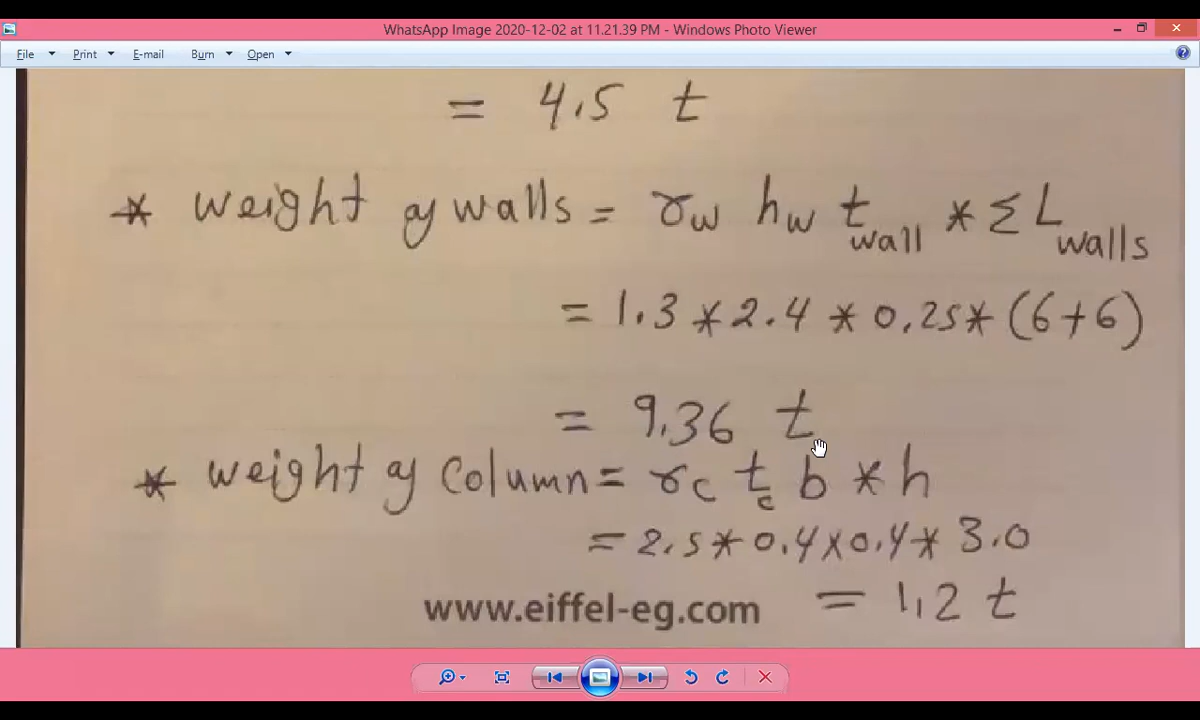 WhatsApp Image 2020-12-02 at 11.21.39 PM - Windows Photo Viewer
File Print E-mail Burn Open
= 4.5 t
* weight of walls = γw hw t wall * Σ L walls
= 1.3 * 2.4 * 0.25 * (6+6)
= 9.36 t
* weight of column = γc tc b * h
= 2.5 * 0.4 x 0.4 * 3.0
www.eiffel-eg.com = 1.2 t